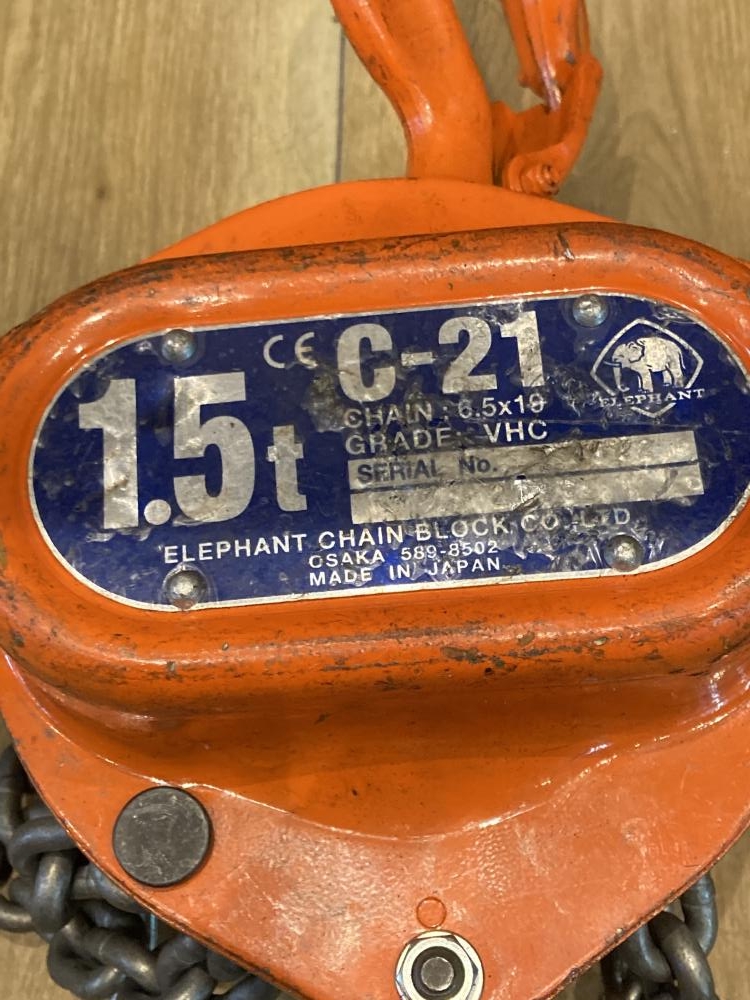 CE C-21
1.5t
CHAIN : 6.5x19
GRADE: VHC
SERIAL No.
ELEPHANT
ELEPHANT CHAIN BLOCK CO.,LTD.
OSAKA 589-8502
MADE IN JAPAN